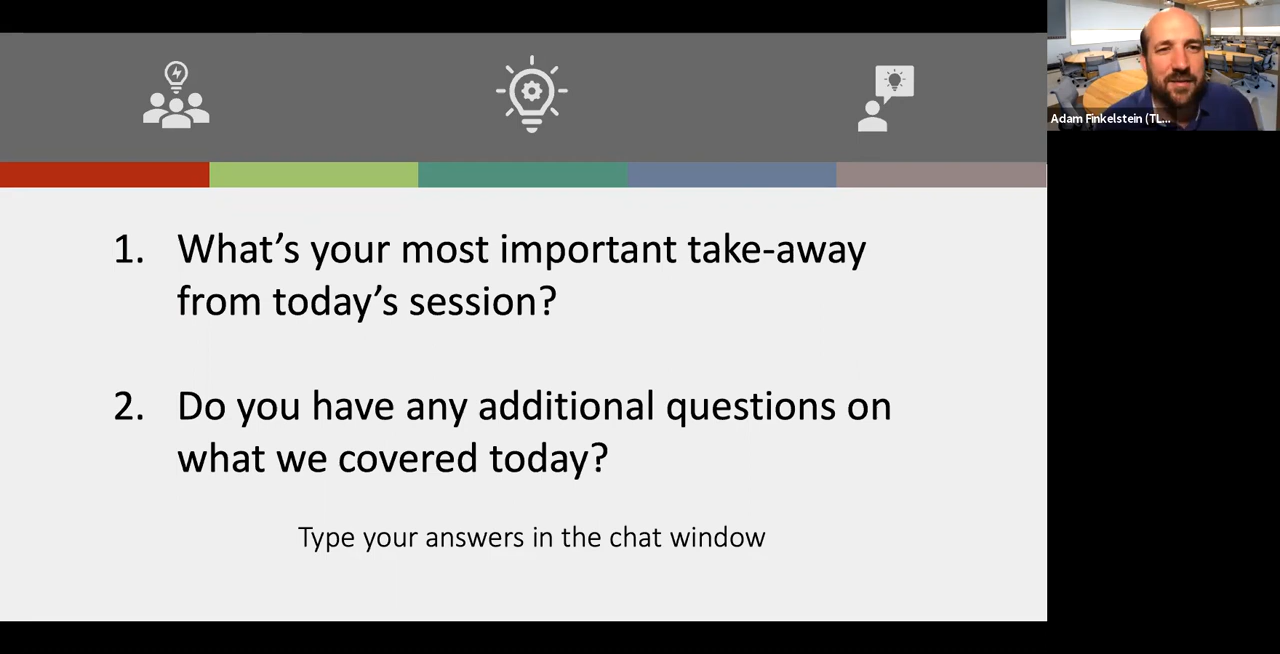 Adam Finkelstein (TL...
1. What’s your most important take-away
from today’s session?
2. Do you have any additional questions on
what we covered today?
Type your answers in the chat window